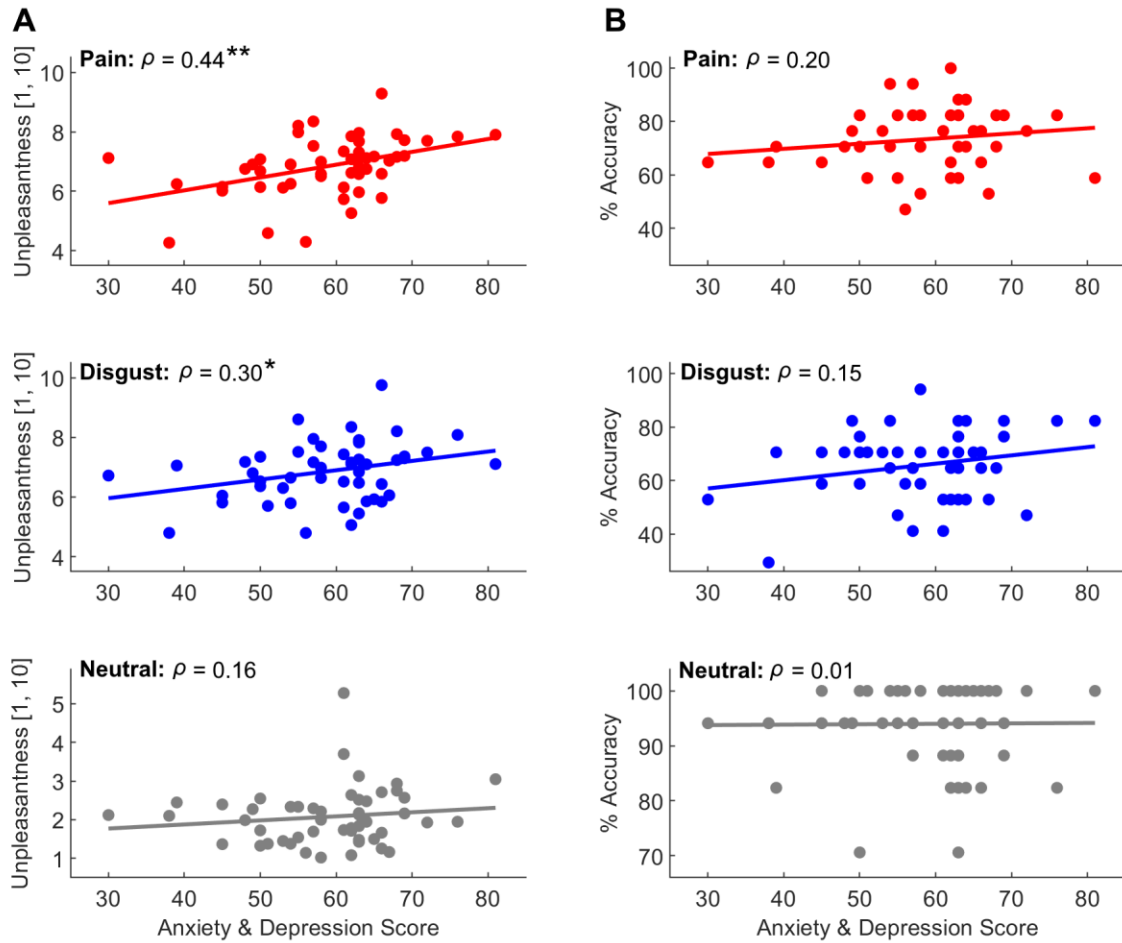 A
Pain: ρ = 0.44**
Unpleasantness [1, 10]
10
8
6
4
30 40 50 60 70 80
Disgust: ρ = 0.30*
Unpleasantness [1, 10]
10
8
6
4
30 40 50 60 70 80
Neutral: ρ = 0.16
Unpleasantness [1, 10]
5
4
3
2
1
30 40 50 60 70 80
Anxiety & Depression Score
B
Pain: ρ = 0.20
% Accuracy
100
80
60
40
30 40 50 60 70 80
Disgust: ρ = 0.15
% Accuracy
100
80
60
40
30 40 50 60 70 80
Neutral: ρ = 0.01
% Accuracy
100
90
80
70
30 40 50 60 70 80
Anxiety & Depression Score